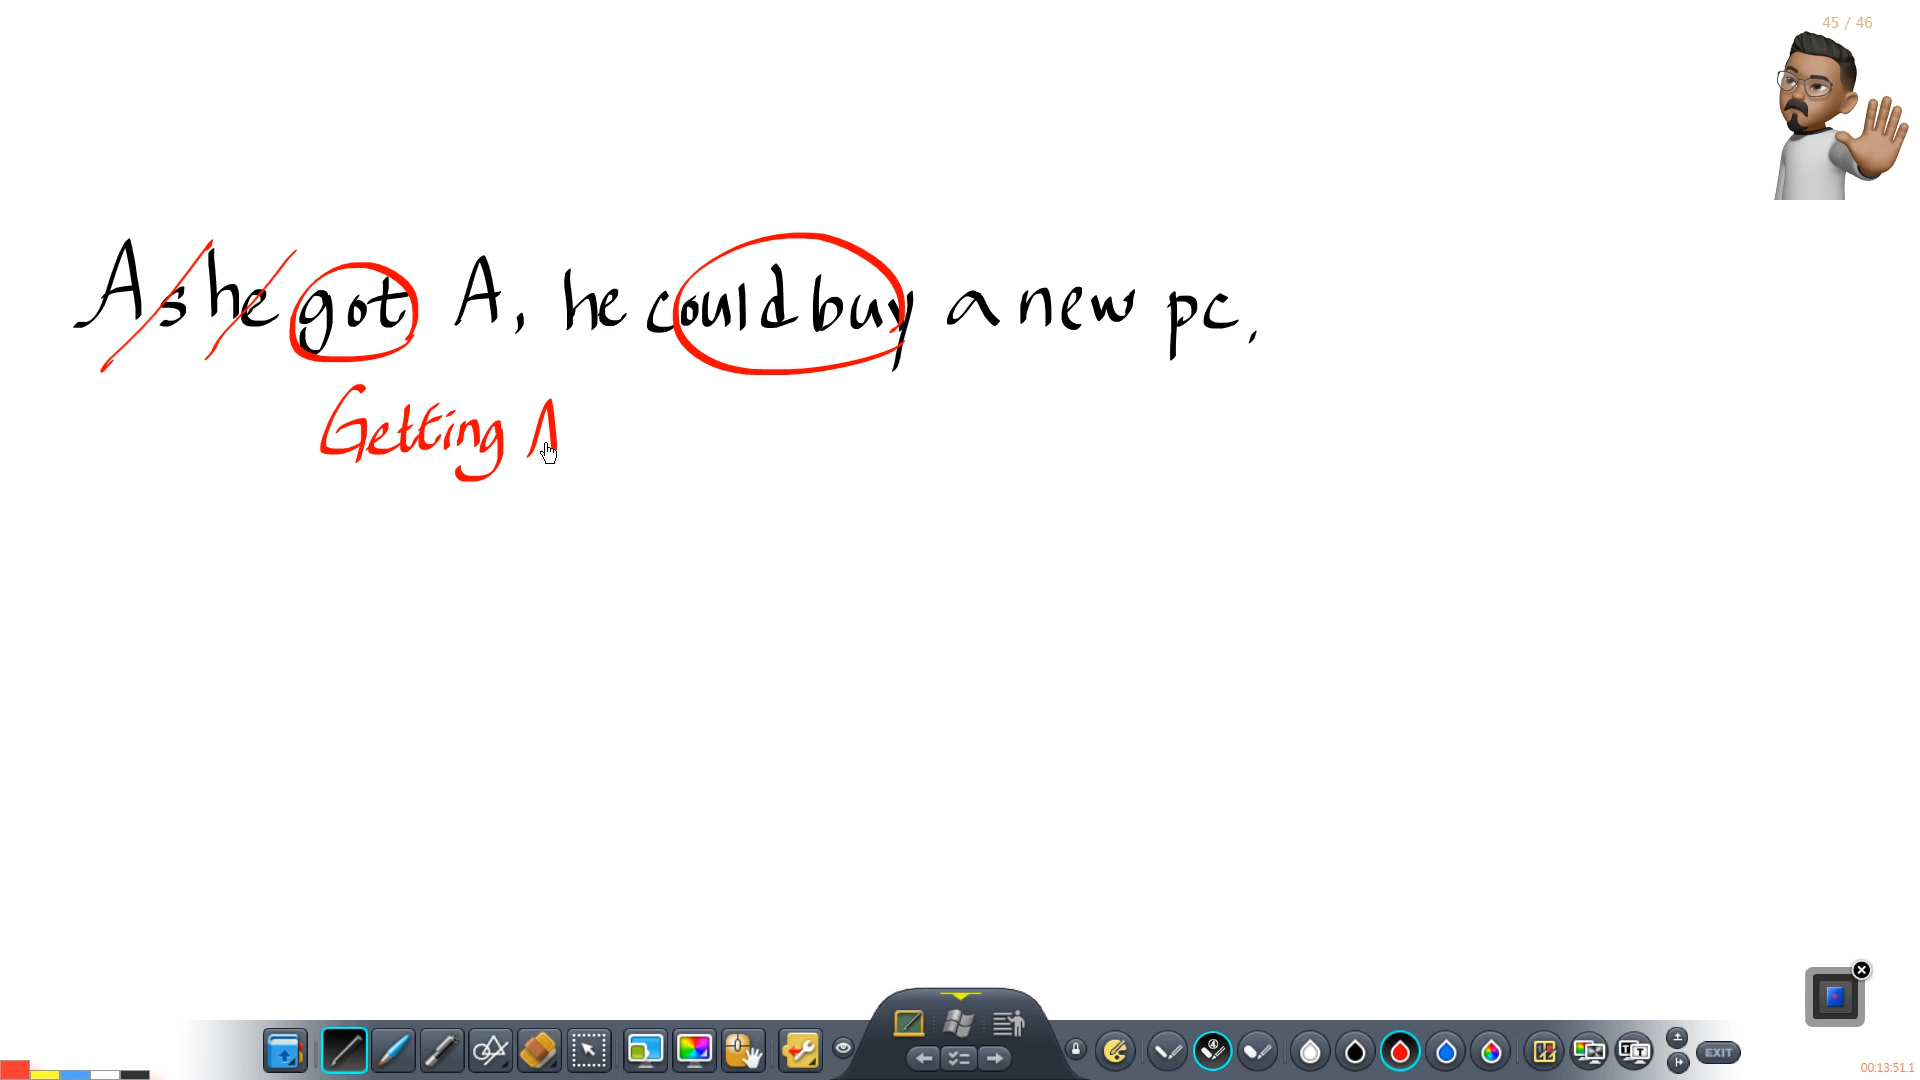 45 / 46
As he got A, he could buy a new pc.
Getting A
EXIT
00:13:51.1